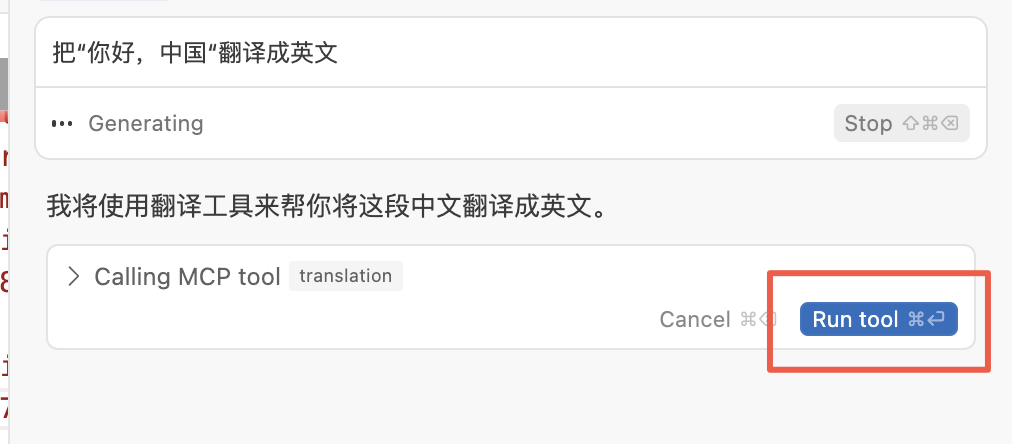 把“你好，中国“翻译成英文
Generating
Stop ⇧⌘⌫
我将使用翻译工具来帮你将这段中文翻译成英文。
Calling MCP tool translation
Cancel ⌘⌫ Run tool ⌘⏎